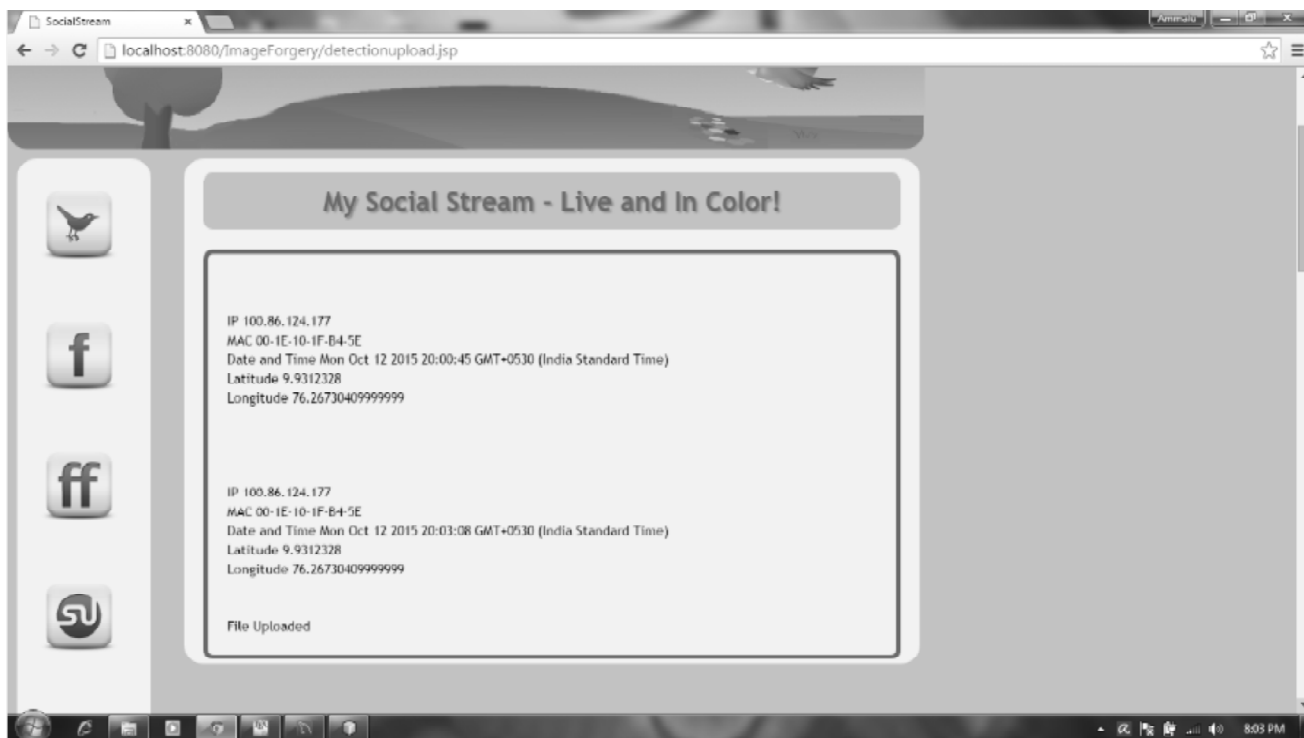 SocialStream
Ammaru
localhost:8080/ImageForgery/detectionupload.jsp
My Social Stream - Live and In Color!
IP 100.86.124.177
MAC 00-1E-10-1F-B4-5E
Date and Time Mon Oct 12 2015 20:00:45 GMT+0530 (India Standard Time)
Latitude 9.9312328
Longitude 76.26730409999999
f
IP 100.86.124.177
MAC 00-1E-10-1F-B4-5E
Date and Time Mon Oct 12 2015 20:03:08 GMT+0530 (India Standard Time)
Latitude 9.9312328
Longitude 76.26730409999999
ff
File Uploaded
8:03 PM